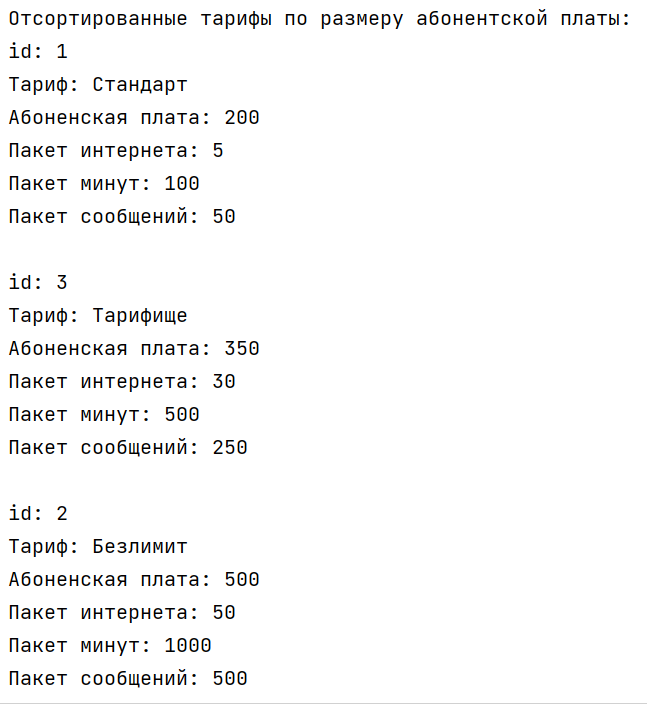 Отсортированные тарифы по размеру абонентской платы:
id: 1
Тариф: Стандарт
Абоненская плата: 200
Пакет интернета: 5
Пакет минут: 100
Пакет сообщений: 50
id: 3
Тариф: Тарифище
Абоненская плата: 350
Пакет интернета: 30
Пакет минут: 500
Пакет сообщений: 250
id: 2
Тариф: Безлимит
Абоненская плата: 500
Пакет интернета: 50
Пакет минут: 1000
Пакет сообщений: 500